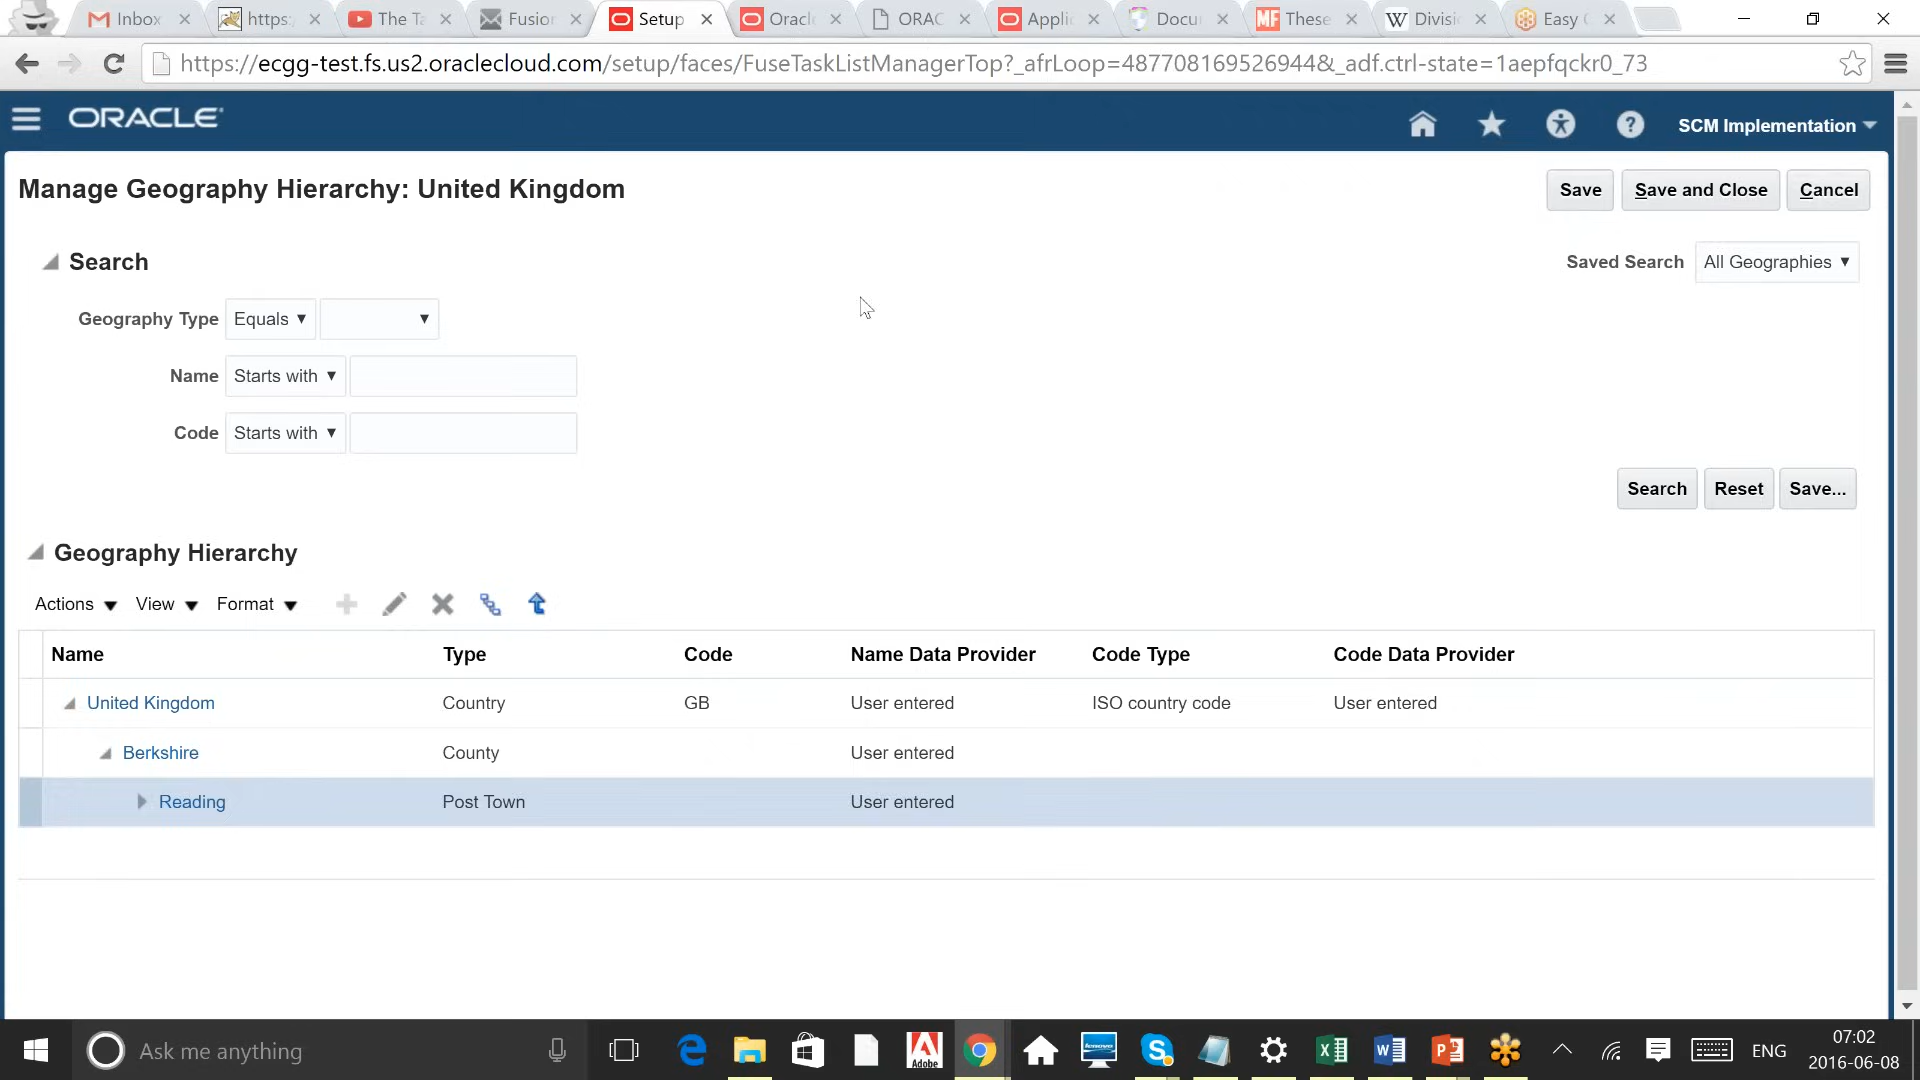 Inbox
https:
The Ta
Fusion
Setup
Oracl
ORAC
Appli
Docu
MF These
W Divisi
Easy
https://ecgg-test.fs.us2.oraclecloud.com/setup/faces/FuseTaskListManagerTop?_afrLoop=487708169526944&_adf.ctrl-state=1aepfqckr0_73
ORACLE
SCM Implementation
Manage Geography Hierarchy: United Kingdom
Save Save and Close Cancel
Search
Saved Search All Geographies
Geography Type Equals
Name Starts with
Code Starts with
Search Reset Save...
Geography Hierarchy
Actions View Format
Name Type Code Name Data Provider Code Type Code Data Provider
United Kingdom Country GB User entered ISO country code User entered
Berkshire County User entered
Reading Post Town User entered
Ask me anything
Adobe
lenovo
ENG
07:02
2016-06-08